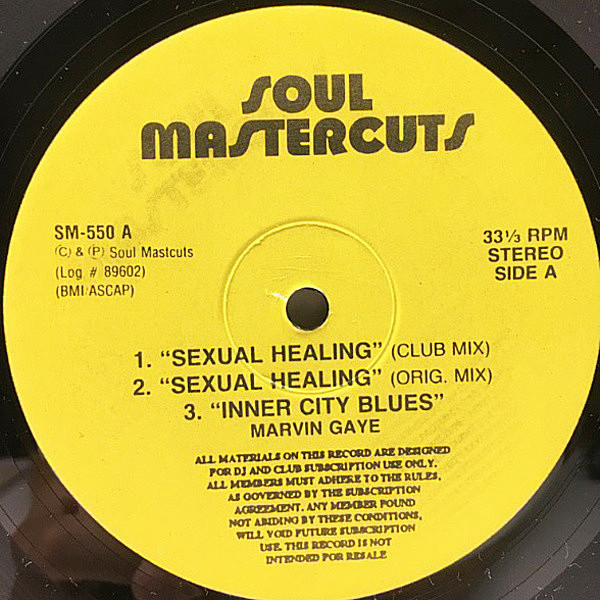 SOUL
MASTERCUTS
SM-550 A
Ⓒ & Ⓟ Soul Mastcuts
(Log # 89602)
(BMI/ASCAP)
33⅓ RPM
STEREO
SIDE A
1. “SEXUAL HEALING” (CLUB MIX)
2. “SEXUAL HEALING” (ORIG. MIX)
3. “INNER CITY BLUES”
MARVIN GAYE
ALL MATERIALS ON THIS RECORD ARE DESIGNED
FOR DJ AND CLUB SUBSCRIPTION USE ONLY.
ALL MEMBERS MUST ADHERE TO THE RULES,
AS GOVERNED BY THE SUBSCRIPTION
AGREEMENT. ANY MEMBER FOUND
NOT ABIDING BY THESE CONDITIONS,
WILL VOID FUTURE SUBSCRIPTION
USE. THIS RECORD IS NOT
INTENDED FOR RESALE